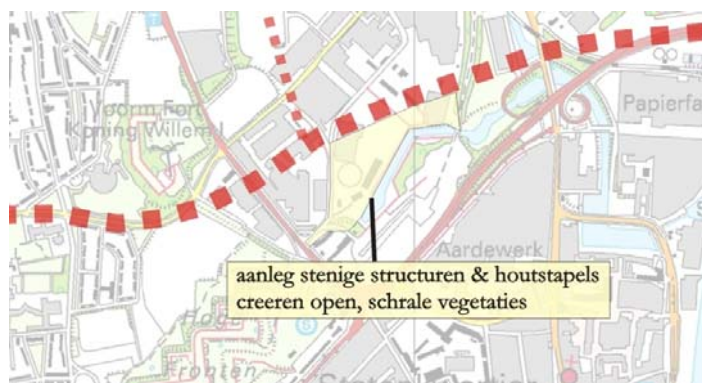 Voorm Fort
Koning Willem I
Papierfa
Aardewerk
aanleg stenige structuren & houtstapels
creeren open, schrale vegetaties
Fronten